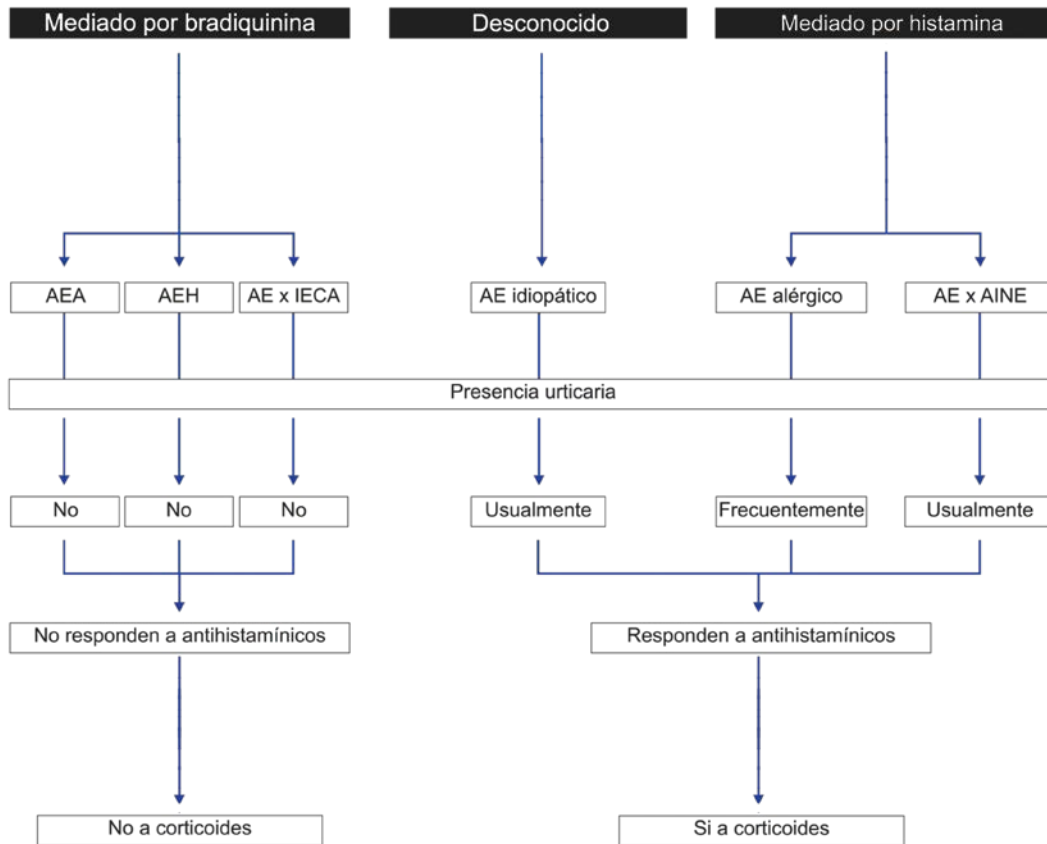 Mediado por bradiquinina
Desconocido
Mediado por histamina
AEA
AEH
AE x IECA
AE idiopático
AE alérgico
AE x AINE
Presencia urticaria
No
No
No
Usualmente
Frecuentemente
Usualmente
No responden a antihistamínicos
Responden a antihistamínicos
No a corticoides
Si a corticoides